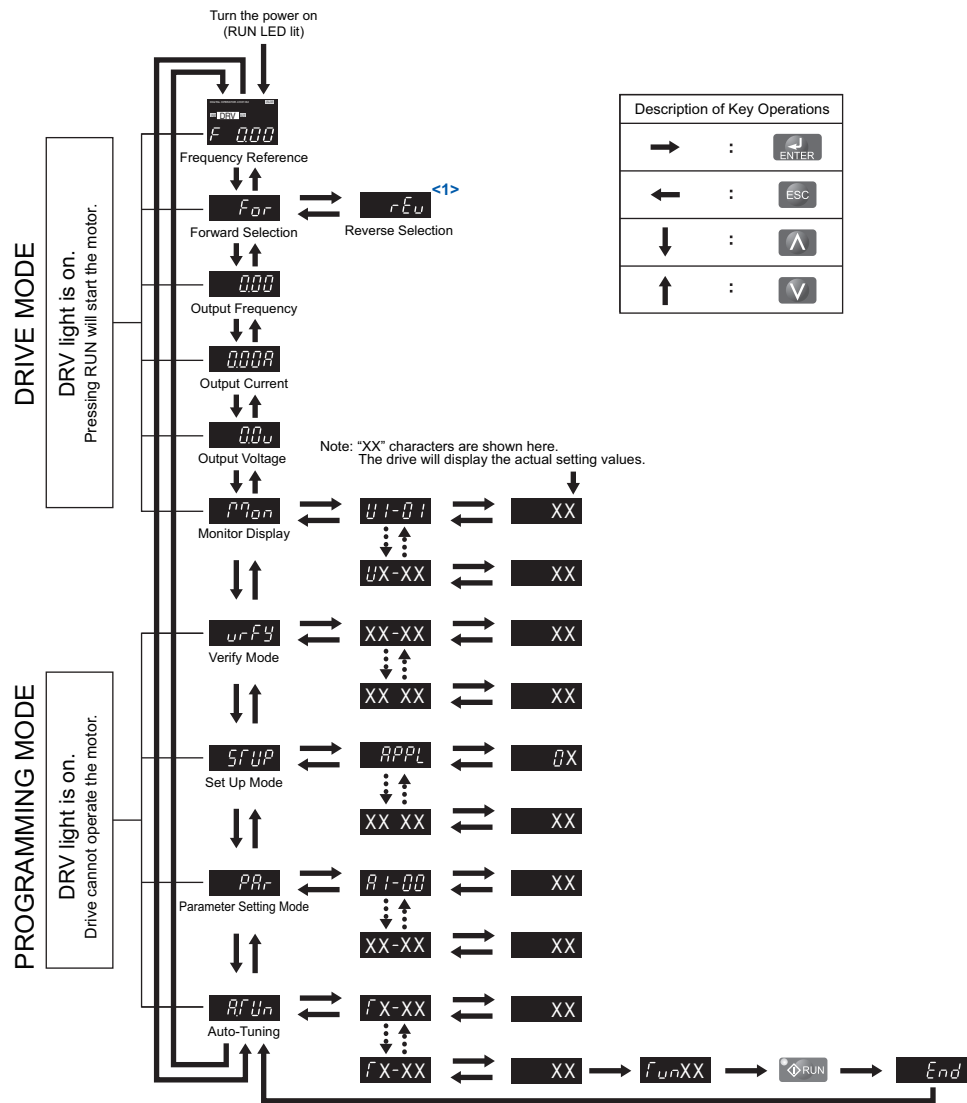 Turn the power on
(RUN LED lit)
DRV
F 0.00
Frequency Reference
For
rEv
<1>
Forward Selection
Reverse Selection
0.00
Output Frequency
0.00A
Output Current
0.0v
Output Voltage
Mon
Monitor Display
U1-01
XX
UX-XX
XX
Note: “XX” characters are shown here.
The drive will display the actual setting values.
vrFy
Verify Mode
XX-XX
XX
XX XX
XX
STUP
Set Up Mode
APPL
0X
XX XX
XX
PAr
Parameter Setting Mode
A1-00
XX
XX-XX
XX
A.TUn
Auto-Tuning
TX-XX
XX
TX-XX
XX
TunXX
RUN
End
DRIVE MODE
DRV light is on.
Pressing RUN will start the motor.
PROGRAMMING MODE
DRV light is on.
Drive cannot operate the motor.
Description of Key Operations
:
ENTER
:
ESC
:
: